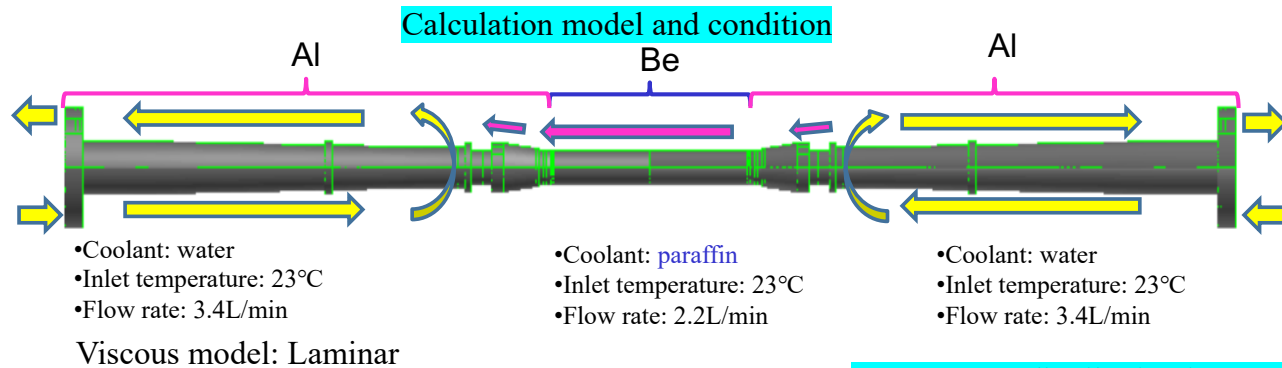 Calculation model and condition
Al
Be
Al
•Coolant: water
•Inlet temperature: 23°C
•Flow rate: 3.4L/min
•Coolant: paraffin
•Inlet temperature: 23°C
•Flow rate: 2.2L/min
•Coolant: water
•Inlet temperature: 23°C
•Flow rate: 3.4L/min
Viscous model: Laminar